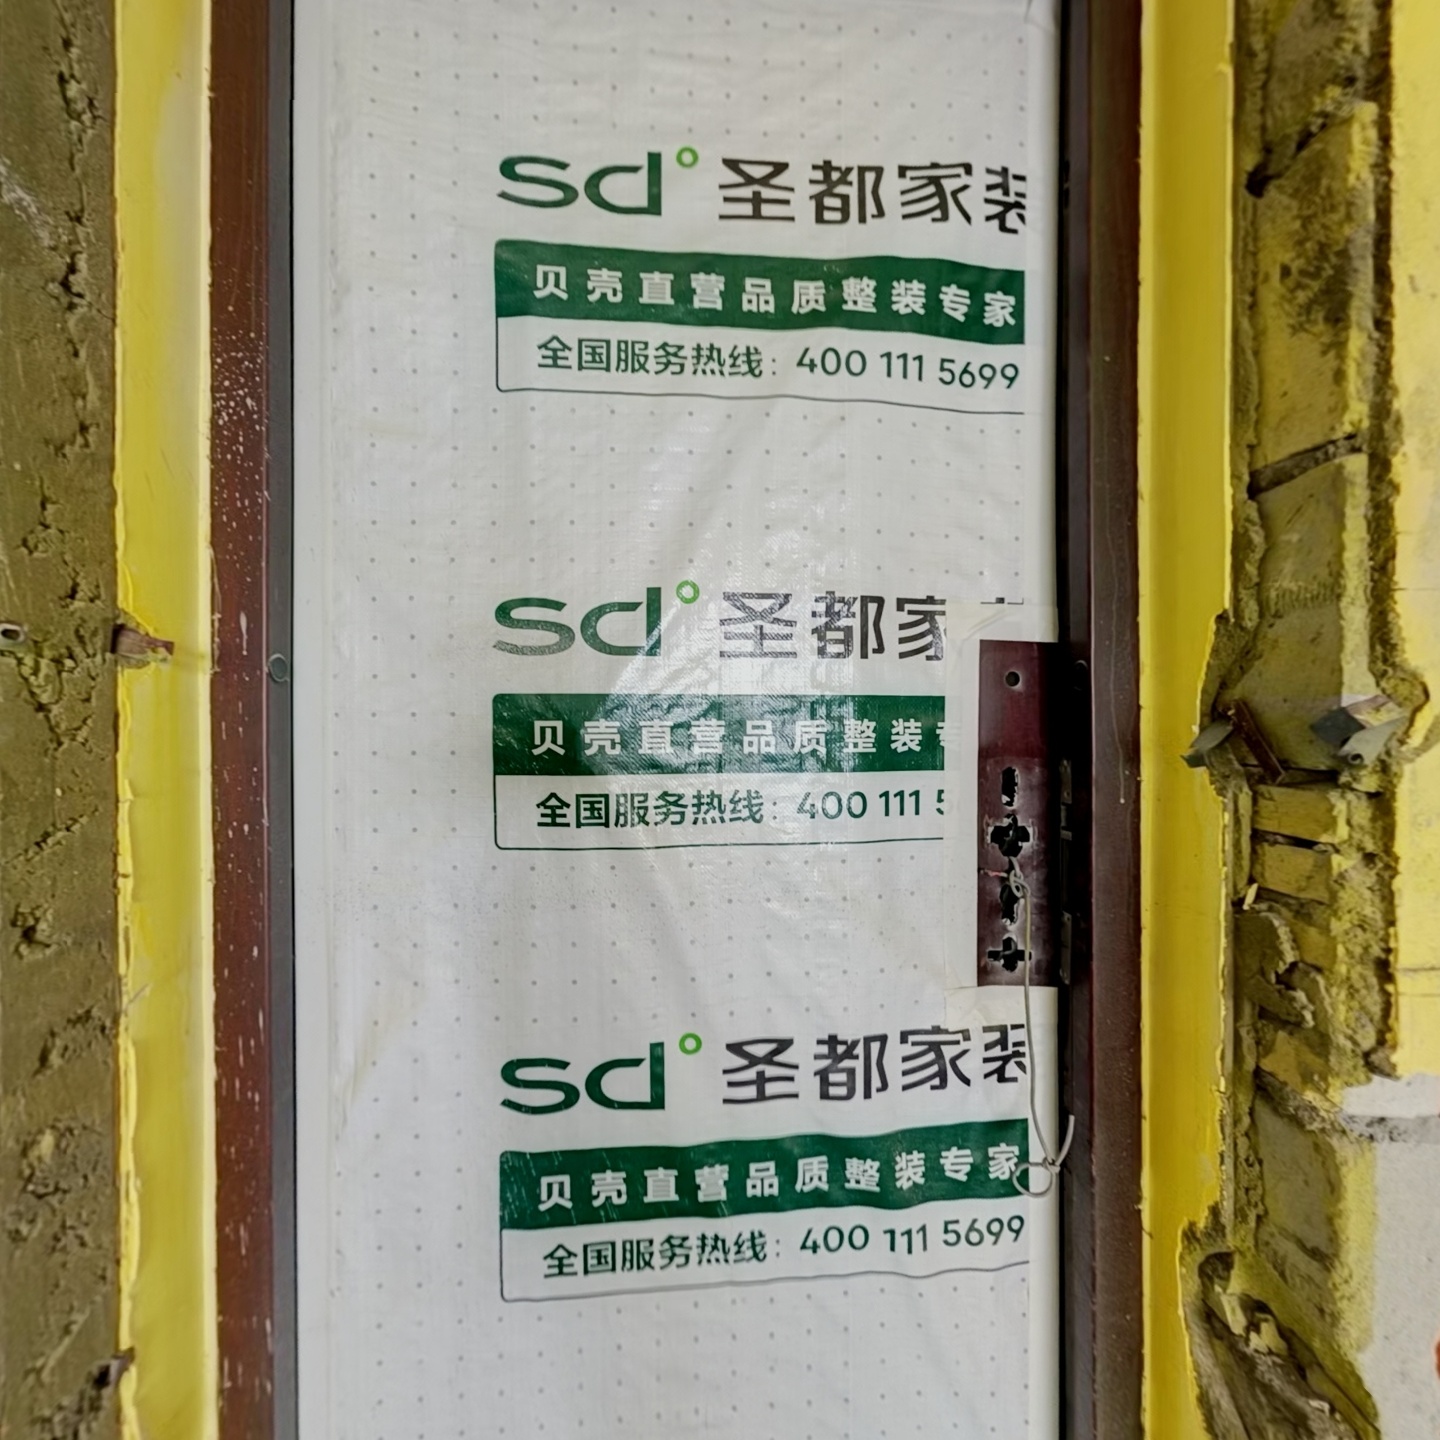 sd° 圣都家装
贝壳直营品质整装专家
全国服务热线：400 111 5699
sd° 圣都家
贝壳直营品质整装
全国服务热线：400 111 5
sd° 圣都家装
贝壳直营品质整装专家
全国服务热线：400 111 5699